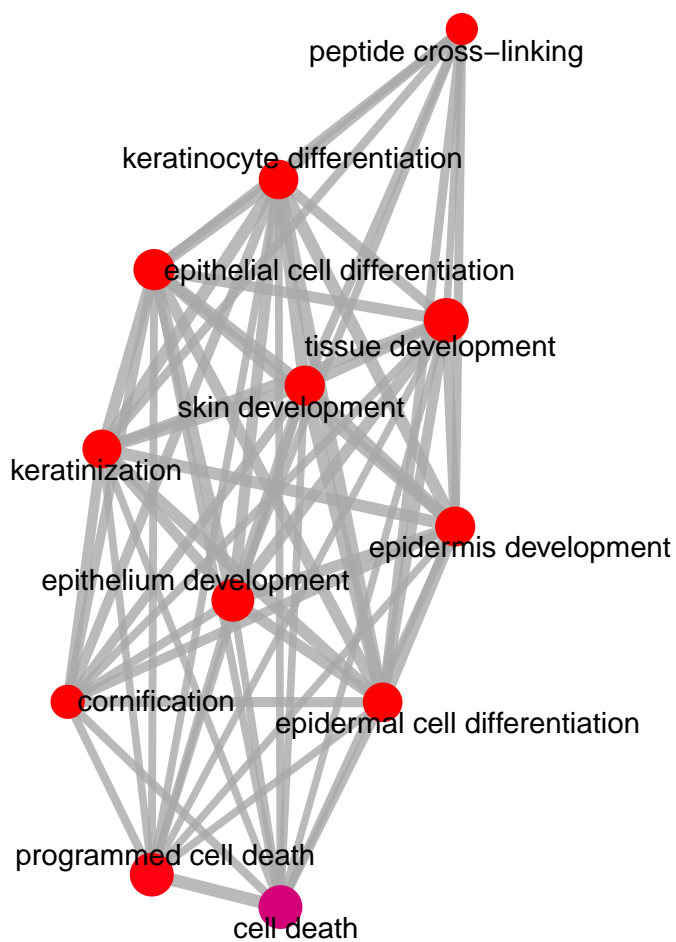 peptide cross−linking
keratinocyte differentiation
epithelial cell differentiation
tissue development
skin development
keratinization
epidermis development
epithelium development
cornification
epidermal cell differentiation
programmed cell death
cell death